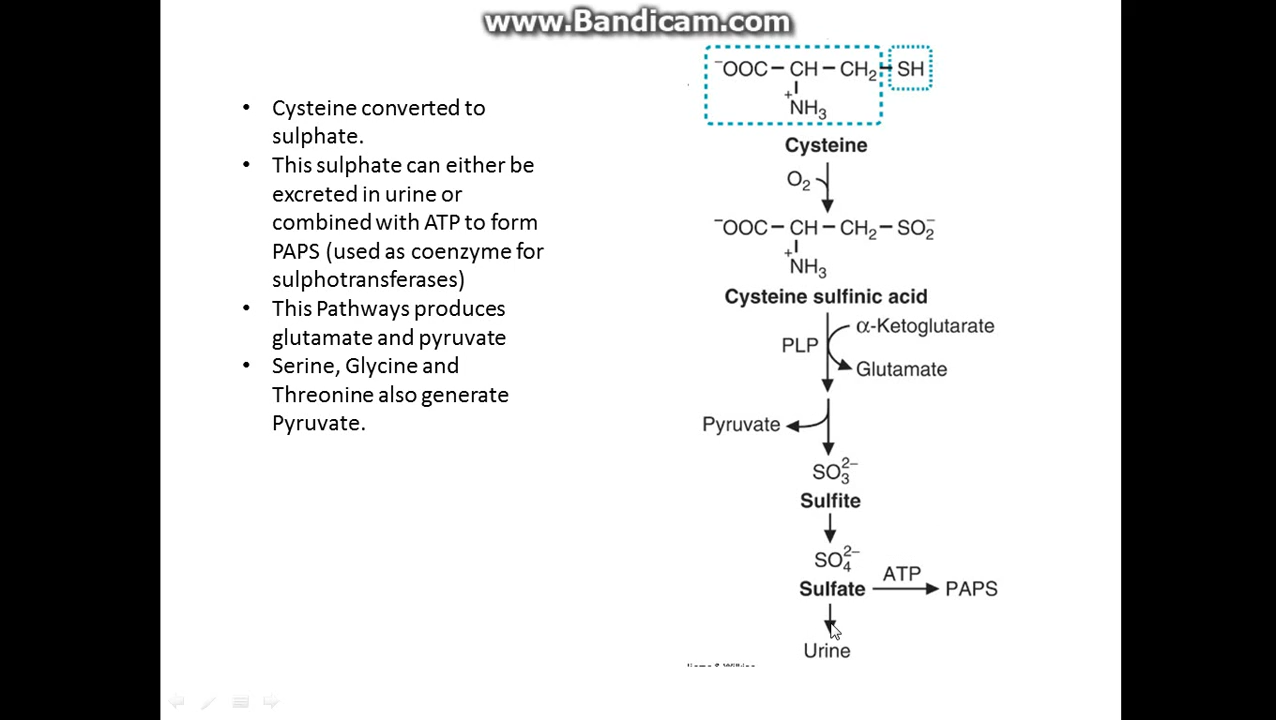 www.Bandicam.com
• Cysteine converted to
sulphate.
• This sulphate can either be
excreted in urine or
combined with ATP to form
PAPS (used as coenzyme for
sulphotransferases)
• This Pathways produces
glutamate and pyruvate
• Serine, Glycine and
Threonine also generate
Pyruvate.
⁻OOC – CH – CH₂ – SH
+
NH₃
Cysteine
O₂
⁻OOC – CH – CH₂ – SO₂⁻
+
NH₃
Cysteine sulfinic acid
α-Ketoglutarate
PLP
Glutamate
Pyruvate
SO₃²⁻
Sulfite
SO₄²⁻
Sulfate ATP PAPS
Urine